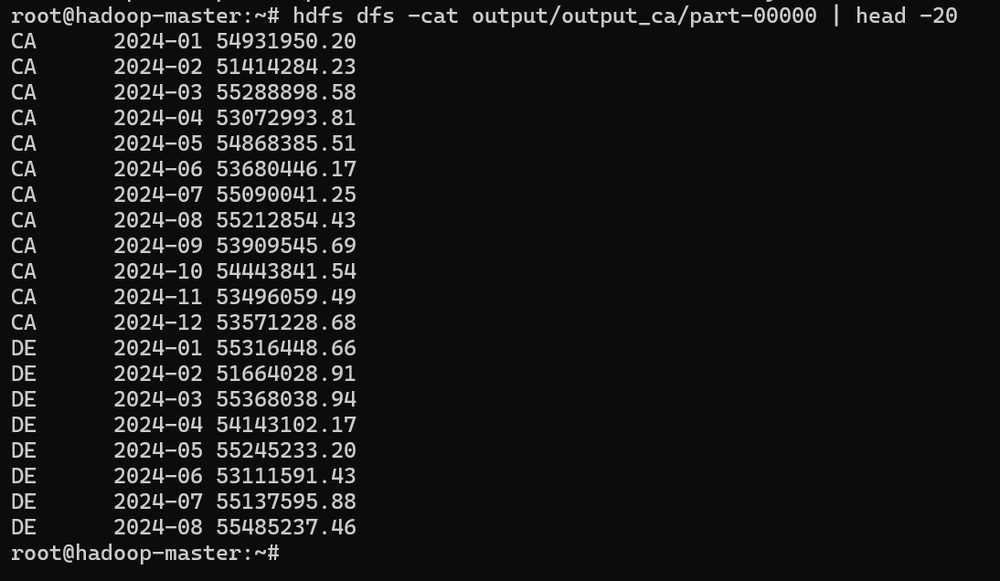 root@hadoop-master:~# hdfs dfs -cat output/output_ca/part-00000 | head -20
CA      2024-01 54931950.20
CA      2024-02 51414284.23
CA      2024-03 55288898.58
CA      2024-04 53072993.81
CA      2024-05 54868385.51
CA      2024-06 53680446.17
CA      2024-07 55090041.25
CA      2024-08 55212854.43
CA      2024-09 53909545.69
CA      2024-10 54443841.54
CA      2024-11 53496059.49
CA      2024-12 53571228.68
DE      2024-01 55316448.66
DE      2024-02 51664028.91
DE      2024-03 55368038.94
DE      2024-04 54143102.17
DE      2024-05 55245233.20
DE      2024-06 53111591.43
DE      2024-07 55137595.88
DE      2024-08 55485237.46
root@hadoop-master:~#